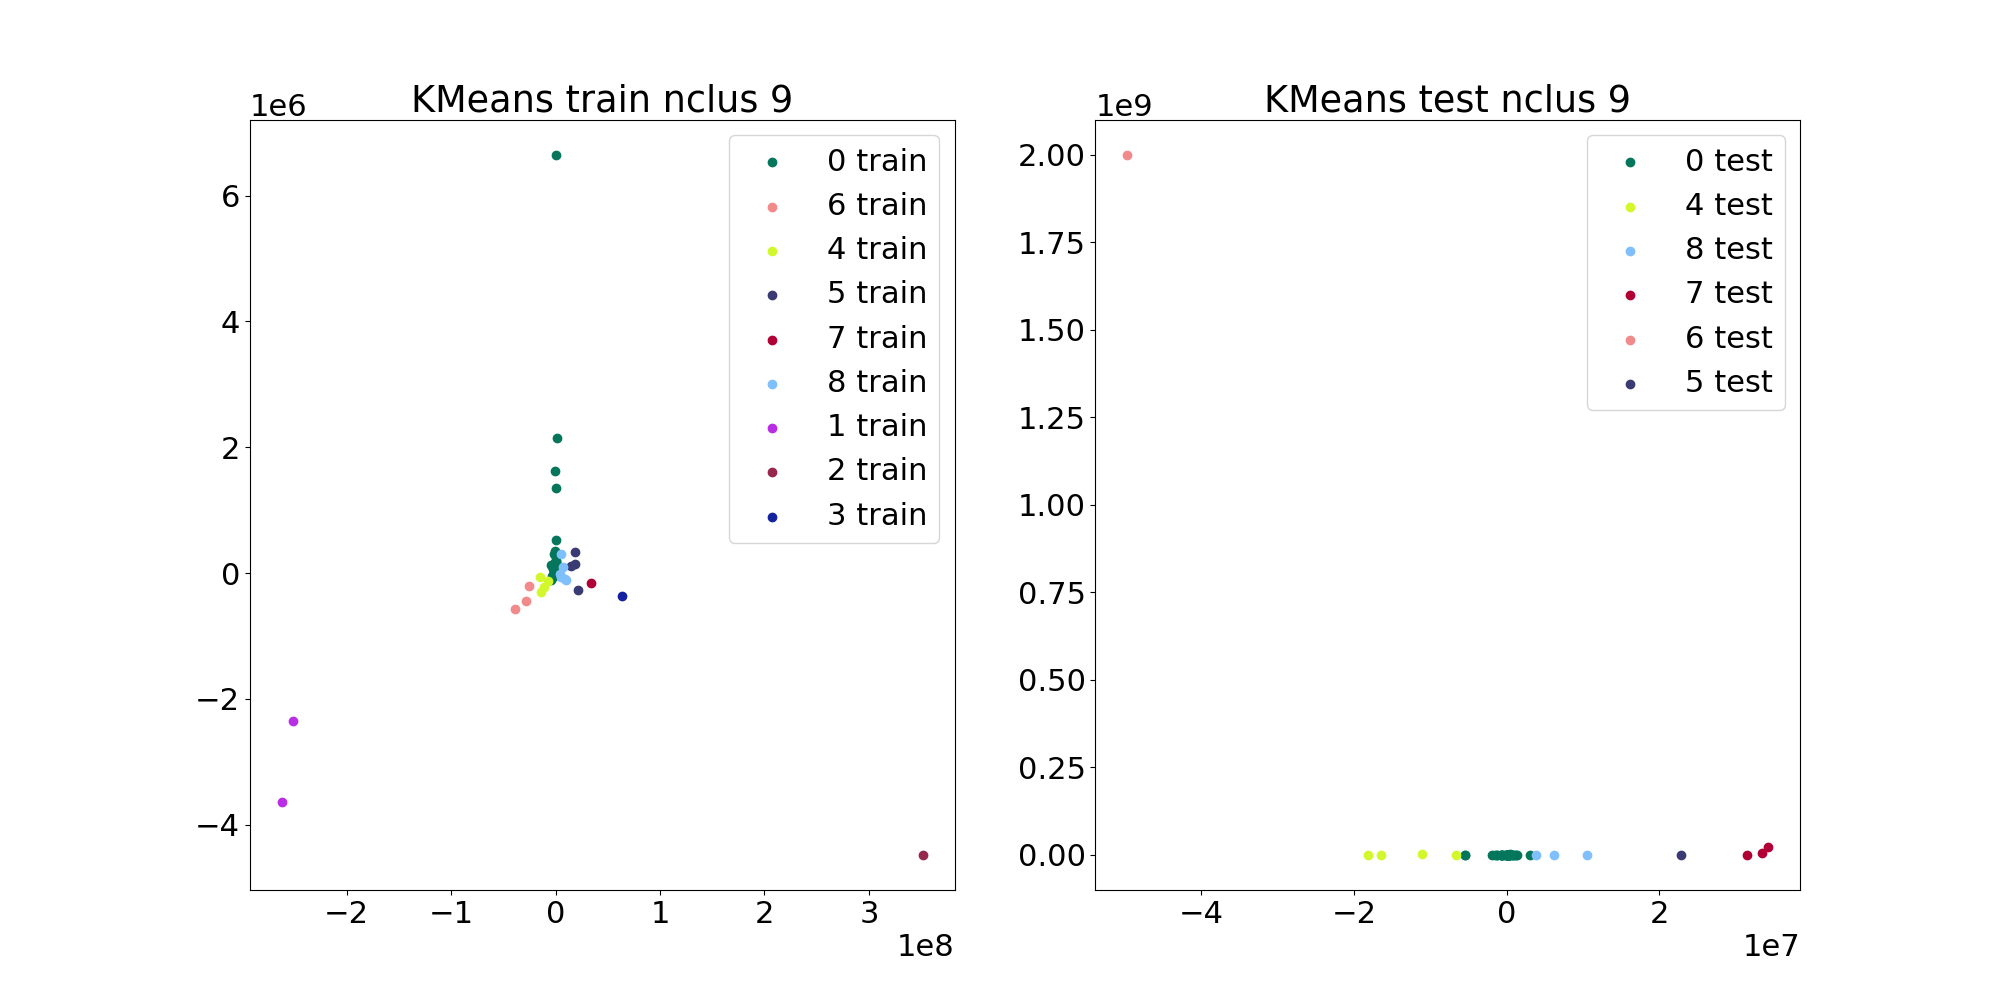 KMeans train nclus 9
1e6
6
4
2
0
−2
−4
−2
−1
0
1
2
3
1e8
0 train
6 train
4 train
5 train
7 train
8 train
1 train
2 train
3 train
KMeans test nclus 9
1e9
2.00
1.75
1.50
1.25
1.00
0.75
0.50
0.25
0.00
−4
−2
0
2
1e7
0 test
4 test
8 test
7 test
6 test
5 test